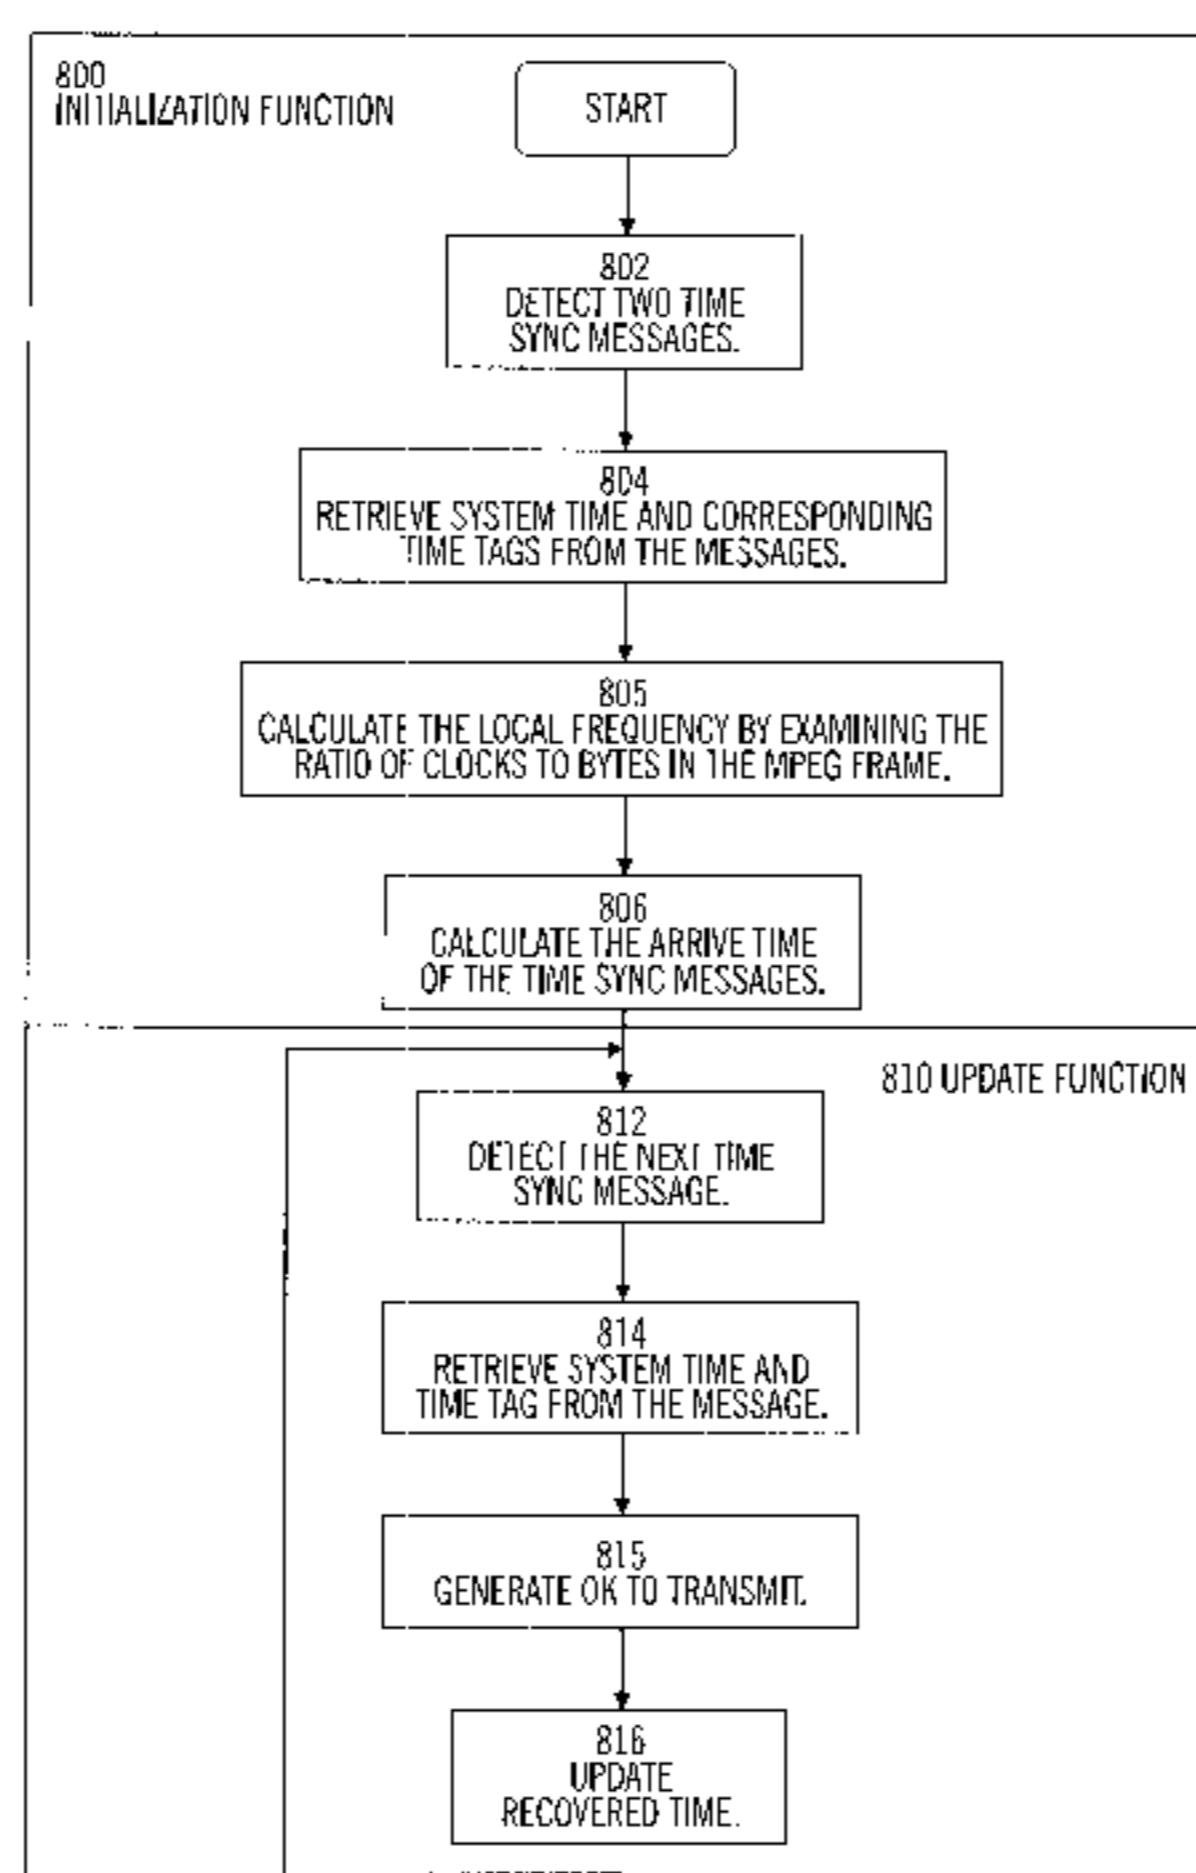 800
INITIALIZATION FUNCTION
START
802
DETECT TWO TIME
SYNC MESSAGES.
804
RETRIEVE SYSTEM TIME AND CORRESPONDING
TIME TAGS FROM THE MESSAGES.
805
CALCULATE THE LOCAL FREQUENCY BY EXAMINING THE
RATIO OF CLOCKS TO BYTES IN THE MPEG FRAME.
806
CALCULATE THE ARRIVE TIME
OF THE TIME SYNC MESSAGES.
810 UPDATE FUNCTION
812
DETECT THE NEXT TIME
SYNC MESSAGE.
814
RETRIEVE SYSTEM TIME AND
TIME TAG FROM THE MESSAGE.
815
GENERATE OK TO TRANSMIT.
816
UPDATE
RECOVERED TIME.